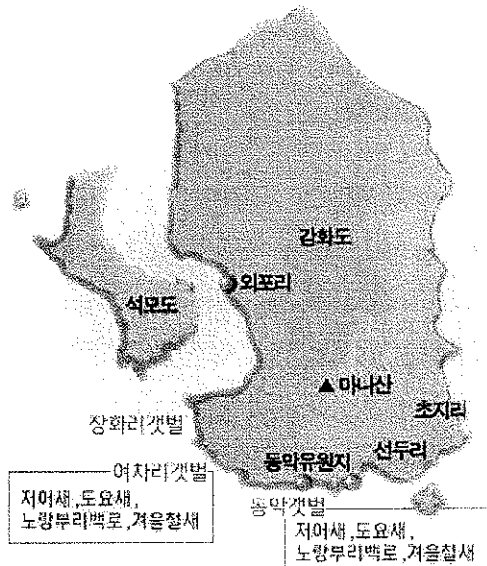 강화도
외포리
석모도
▲ 마니산
초지리
장화리갯벌
선두리
동막유원지
여차리갯벌
저어새,도요새,
노랑부리백로,겨울철새
동막갯벌
저어새,도요새,
노랑부리백로,겨울철새